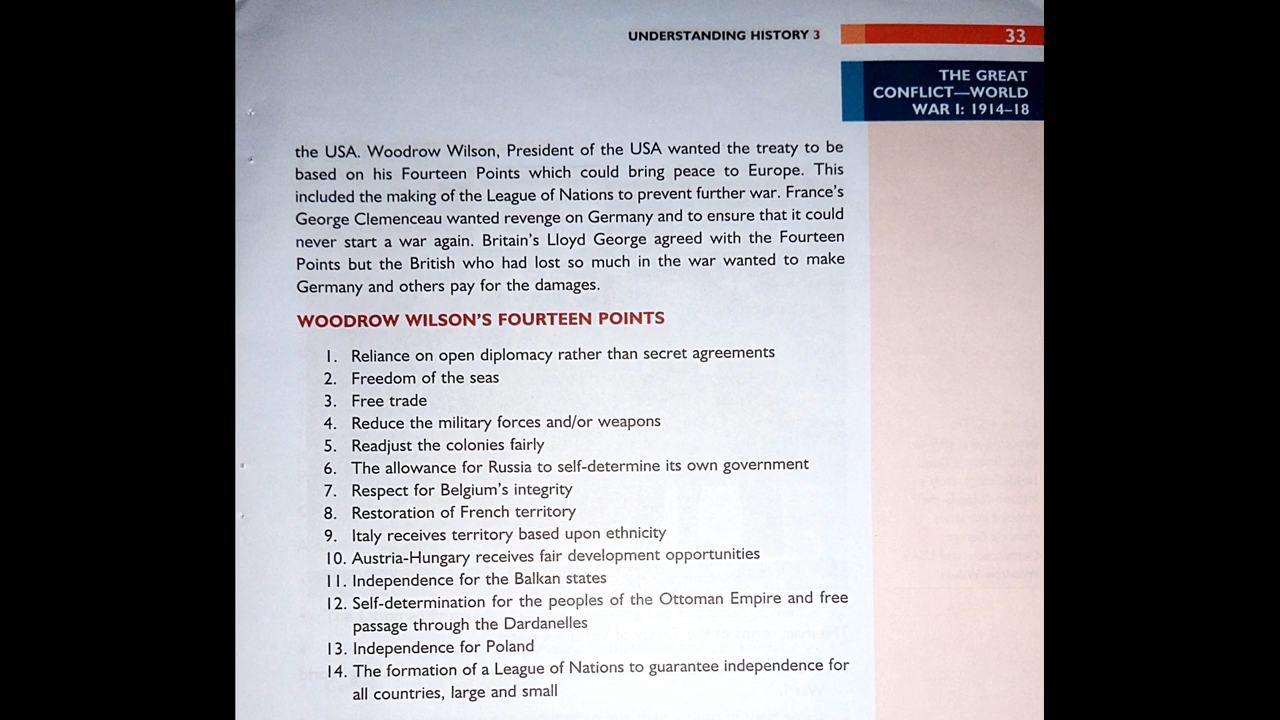 UNDERSTANDING HISTORY 3
33
THE GREAT
CONFLICT—WORLD
WAR I: 1914–18
the USA. Woodrow Wilson, President of the USA wanted the treaty to be
based on his Fourteen Points which could bring peace to Europe. This
included the making of the League of Nations to prevent further war. France's
George Clemenceau wanted revenge on Germany and to ensure that it could
never start a war again. Britain's Lloyd George agreed with the Fourteen
Points but the British who had lost so much in the war wanted to make
Germany and others pay for the damages.
WOODROW WILSON'S FOURTEEN POINTS
1. Reliance on open diplomacy rather than secret agreements
2. Freedom of the seas
3. Free trade
4. Reduce the military forces and/or weapons
5. Readjust the colonies fairly
6. The allowance for Russia to self-determine its own government
7. Respect for Belgium's integrity
8. Restoration of French territory
9. Italy receives territory based upon ethnicity
10. Austria-Hungary receives fair development opportunities
11. Independence for the Balkan states
12. Self-determination for the peoples of the Ottoman Empire and free
passage through the Dardanelles
13. Independence for Poland
14. The formation of a League of Nations to guarantee independence for
all countries, large and small